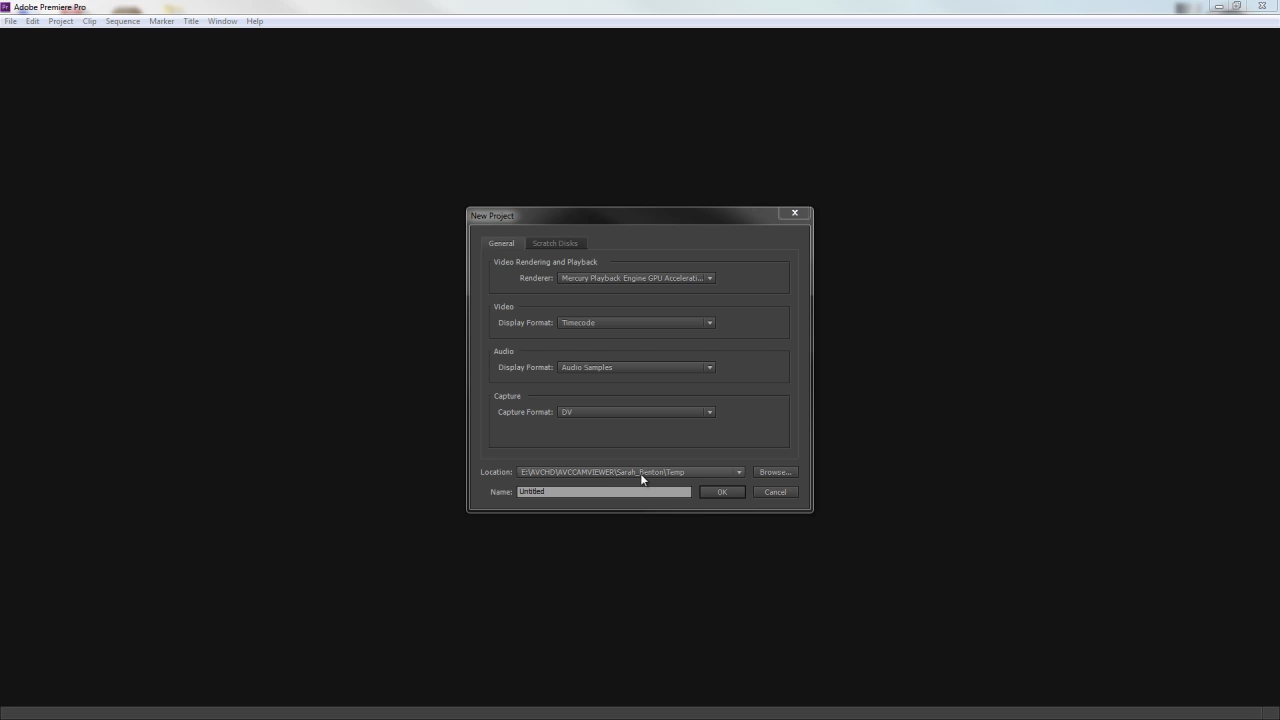 Adobe Premiere Pro
File Edit Project Clip Sequence Marker Title Window Help
New Project
General Scratch Disks
Video Rendering and Playback
Renderer: Mercury Playback Engine GPU Accelerati...
Video
Display Format: Timecode
Audio
Display Format: Audio Samples
Capture
Capture Format: DV
Location: E:\AVCHD\AVCCAMVIEWER\Sarah_Benton\Temp Browse...
Name: Untitled OK Cancel